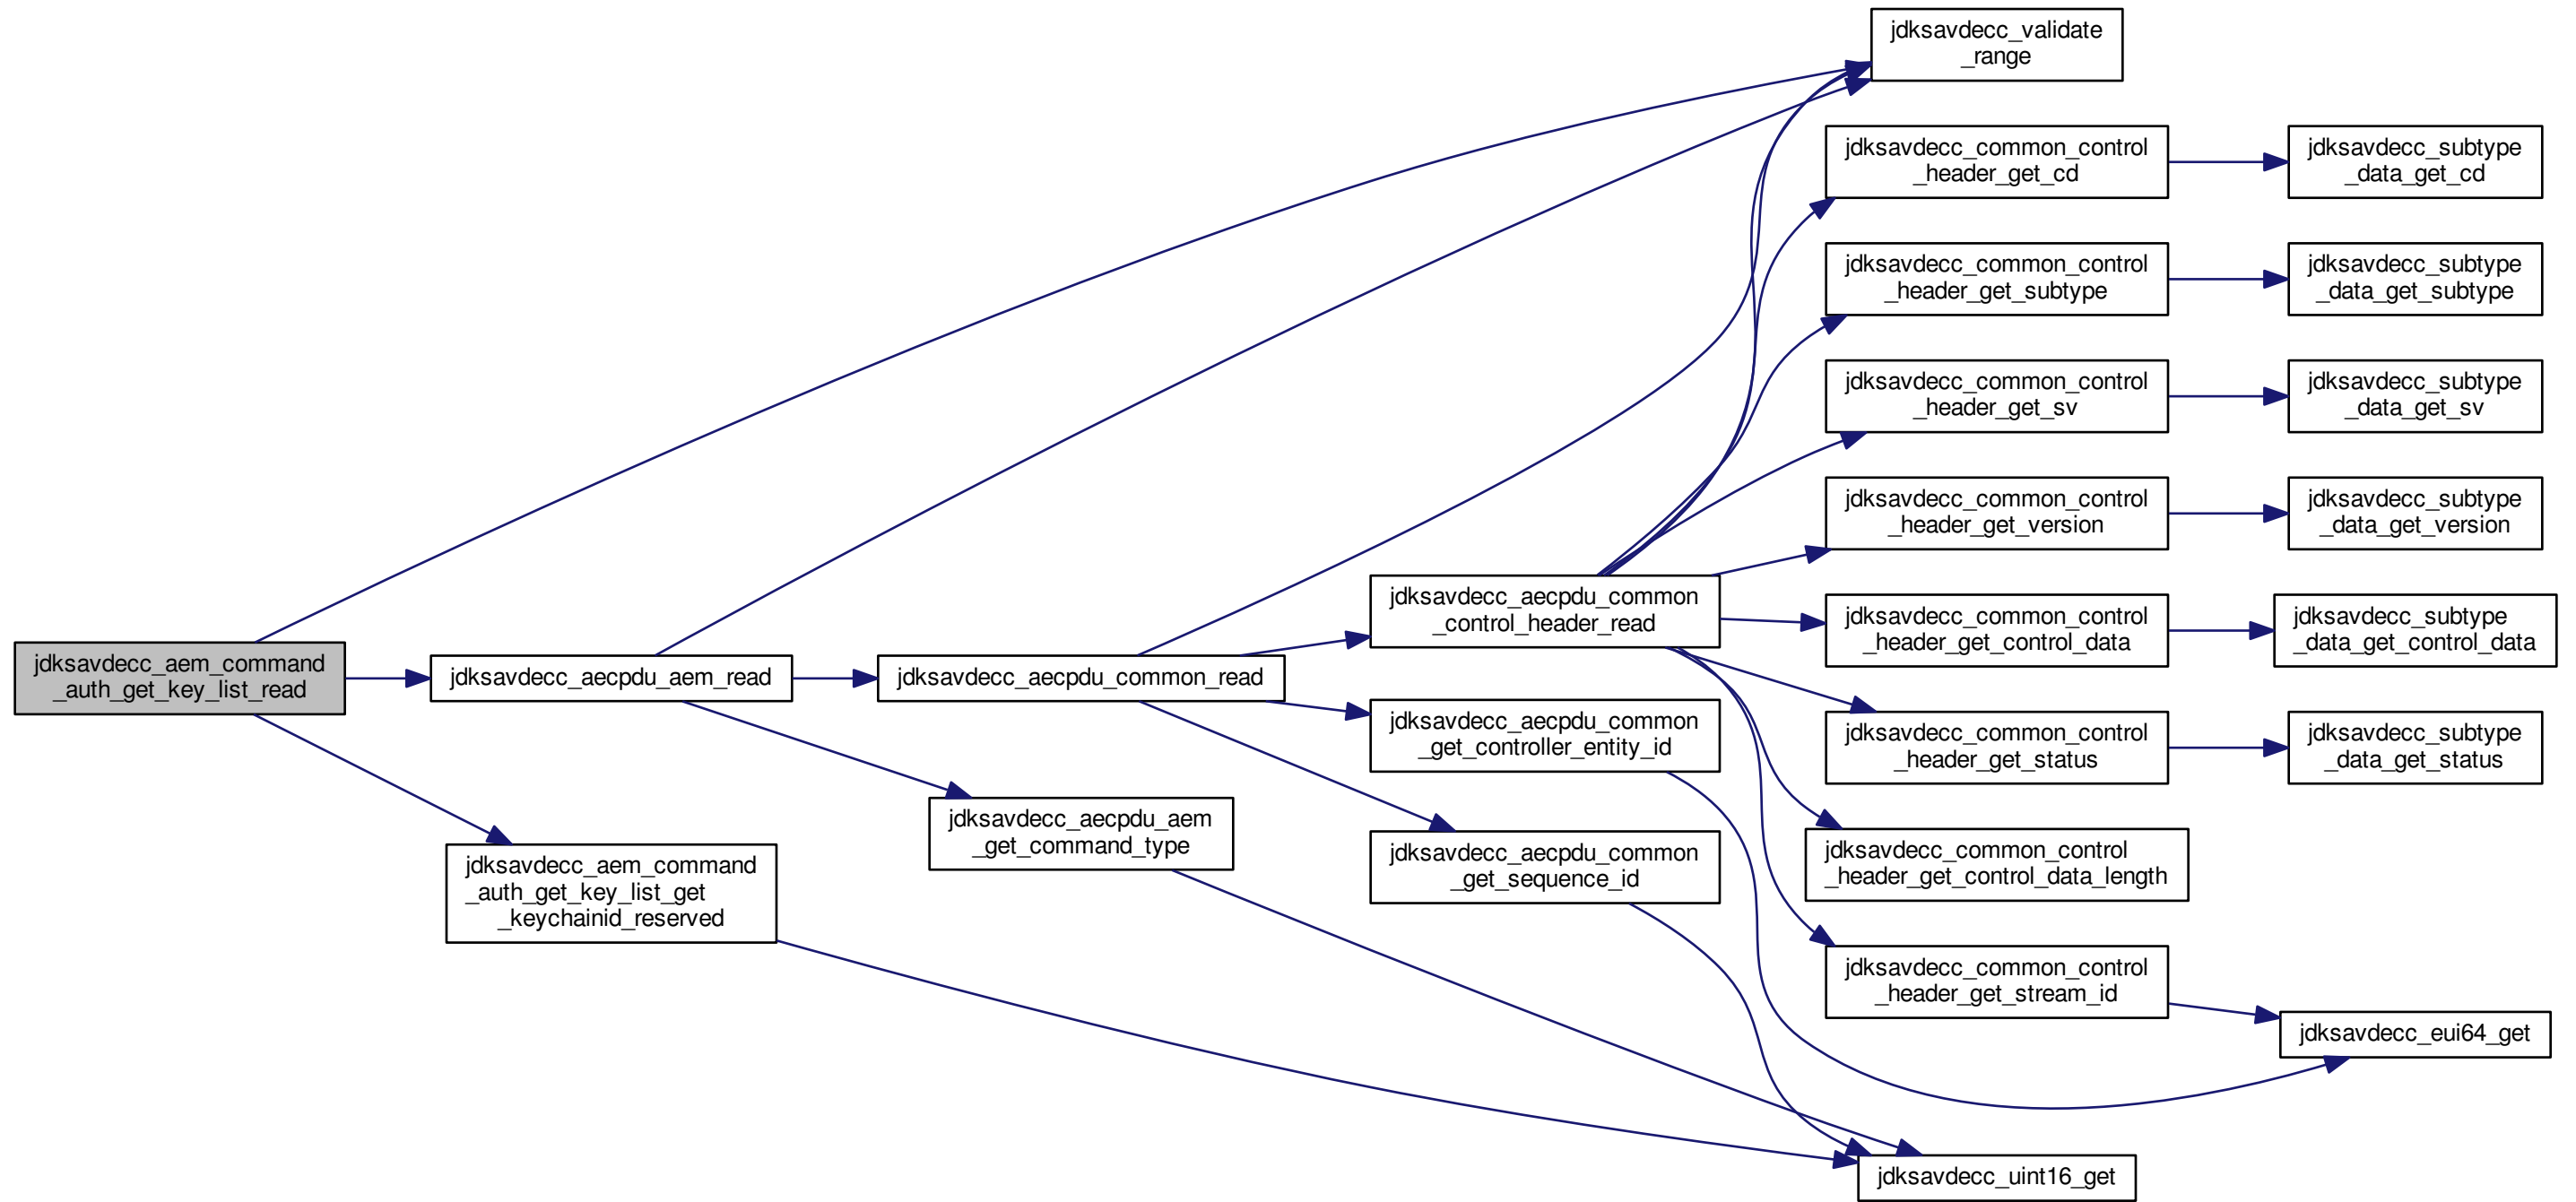 jdksavdecc_aem_command
_auth_get_key_list_read
jdksavdecc_aecpdu_aem_read
jdksavdecc_aem_command
_auth_get_key_list_get
_keychainid_reserved
jdksavdecc_aecpdu_common_read
jdksavdecc_aecpdu_aem
_get_command_type
jdksavdecc_aecpdu_common
_control_header_read
jdksavdecc_aecpdu_common
_get_controller_entity_id
jdksavdecc_aecpdu_common
_get_sequence_id
jdksavdecc_validate
_range
jdksavdecc_common_control
_header_get_cd
jdksavdecc_common_control
_header_get_subtype
jdksavdecc_common_control
_header_get_sv
jdksavdecc_common_control
_header_get_version
jdksavdecc_common_control
_header_get_control_data
jdksavdecc_common_control
_header_get_status
jdksavdecc_common_control
_header_get_control_data_length
jdksavdecc_common_control
_header_get_stream_id
jdksavdecc_uint16_get
jdksavdecc_subtype
_data_get_cd
jdksavdecc_subtype
_data_get_subtype
jdksavdecc_subtype
_data_get_sv
jdksavdecc_subtype
_data_get_version
jdksavdecc_subtype
_data_get_control_data
jdksavdecc_subtype
_data_get_status
jdksavdecc_eui64_get